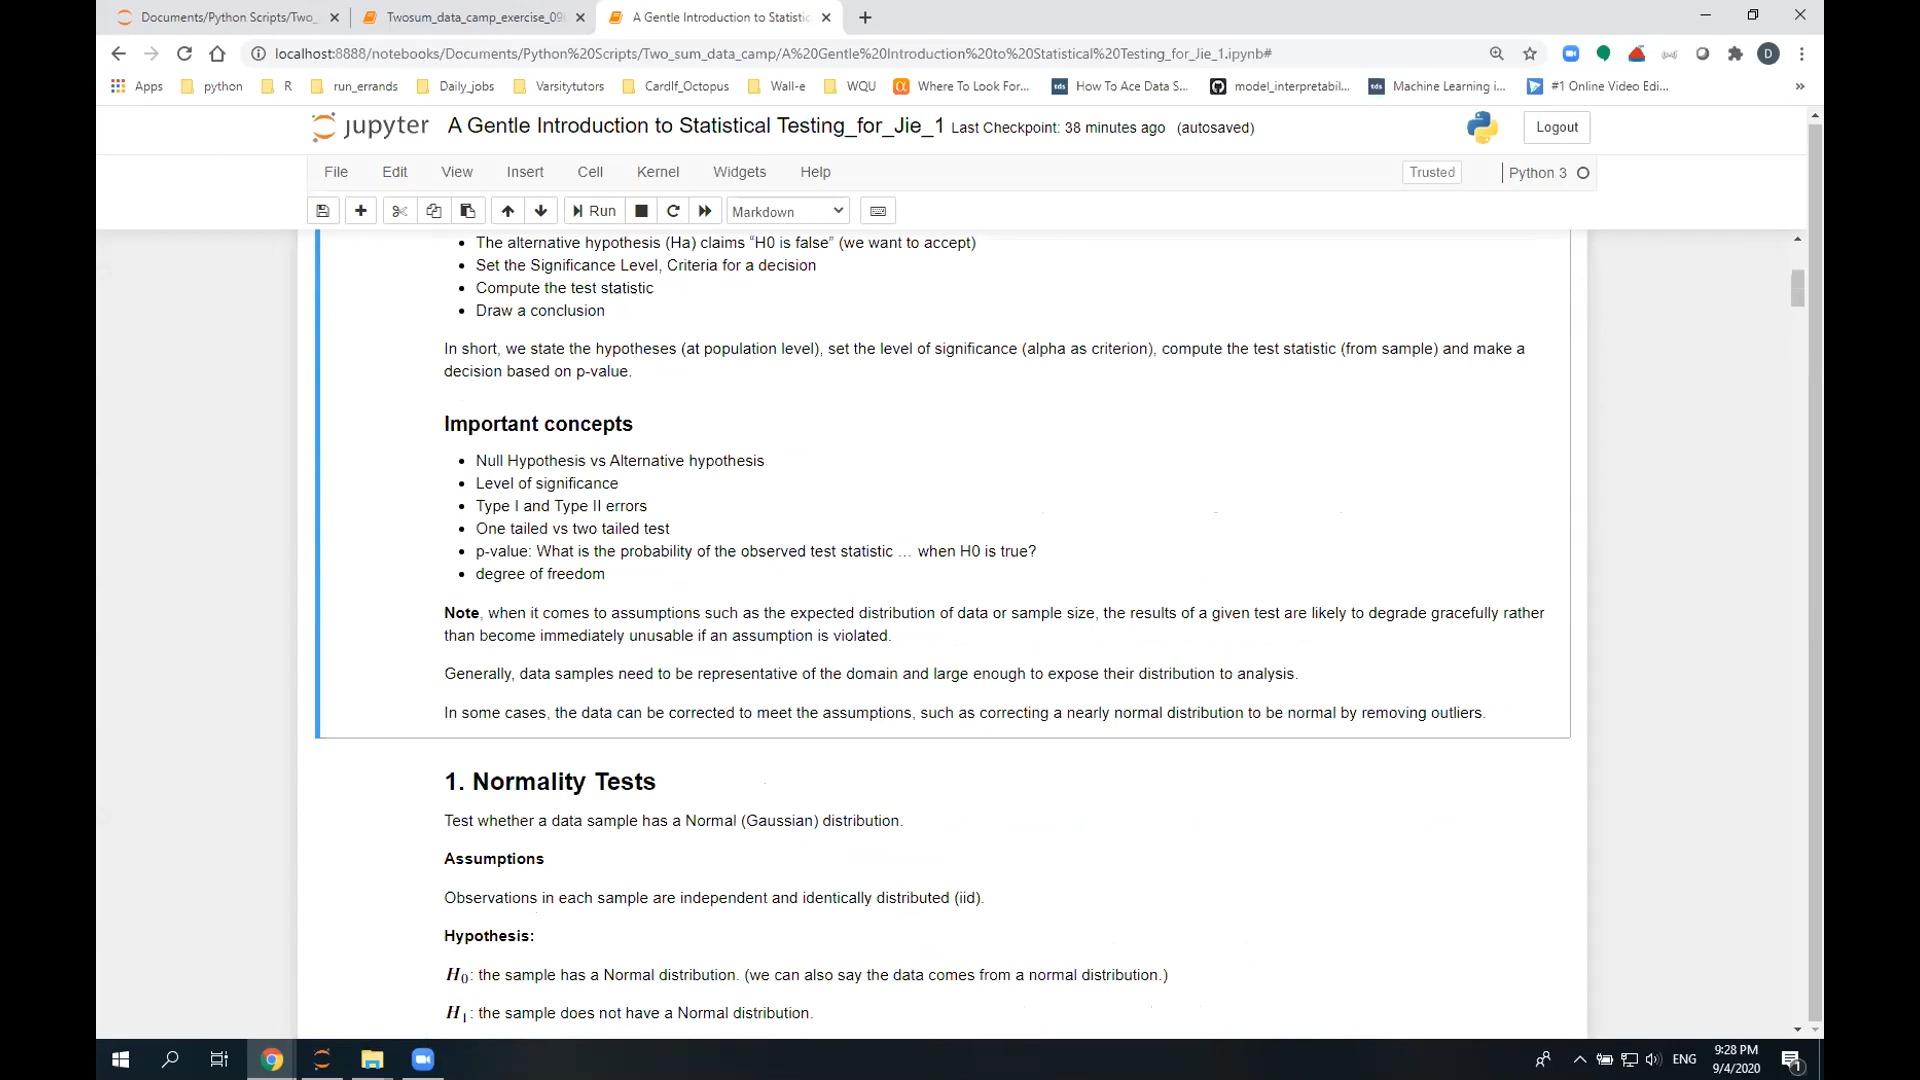 Documents/Python Scripts/Two_
Twosum_data_camp_exercise_09
A Gentle Introduction to Statistic
localhost:8888/notebooks/Documents/Python%20Scripts/Two_sum_data_camp/A%20Gentle%20Introduction%20to%20Statistical%20Testing_for_Jie_1.ipynb#
D
Apps python R run_errands Daily_jobs Varsitytutors Cardlf_Octopus Wall-e WQU Where To Look For... How To Ace Data S... model_interpretabil... Machine Learning i... #1 Online Video Edi... »
jupyter A Gentle Introduction to Statistical Testing_for_Jie_1 Last Checkpoint: 38 minutes ago (autosaved) Logout
File Edit View Insert Cell Kernel Widgets Help Trusted Python 3
Run Markdown
• The alternative hypothesis (Ha) claims “H0 is false” (we want to accept)
• Set the Significance Level, Criteria for a decision
• Compute the test statistic
• Draw a conclusion
In short, we state the hypotheses (at population level), set the level of significance (alpha as criterion), compute the test statistic (from sample) and make a
decision based on p-value.
Important concepts
• Null Hypothesis vs Alternative hypothesis
• Level of significance
• Type I and Type II errors
• One tailed vs two tailed test
• p-value: What is the probability of the observed test statistic … when H0 is true?
• degree of freedom
Note, when it comes to assumptions such as the expected distribution of data or sample size, the results of a given test are likely to degrade gracefully rather
than become immediately unusable if an assumption is violated.
Generally, data samples need to be representative of the domain and large enough to expose their distribution to analysis.
In some cases, the data can be corrected to meet the assumptions, such as correcting a nearly normal distribution to be normal by removing outliers.
1. Normality Tests
Test whether a data sample has a Normal (Gaussian) distribution.
Assumptions
Observations in each sample are independent and identically distributed (iid).
Hypothesis:
H0: the sample has a Normal distribution. (we can also say the data comes from a normal distribution.)
H1: the sample does not have a Normal distribution.
ENG
9:28 PM
9/4/2020
1